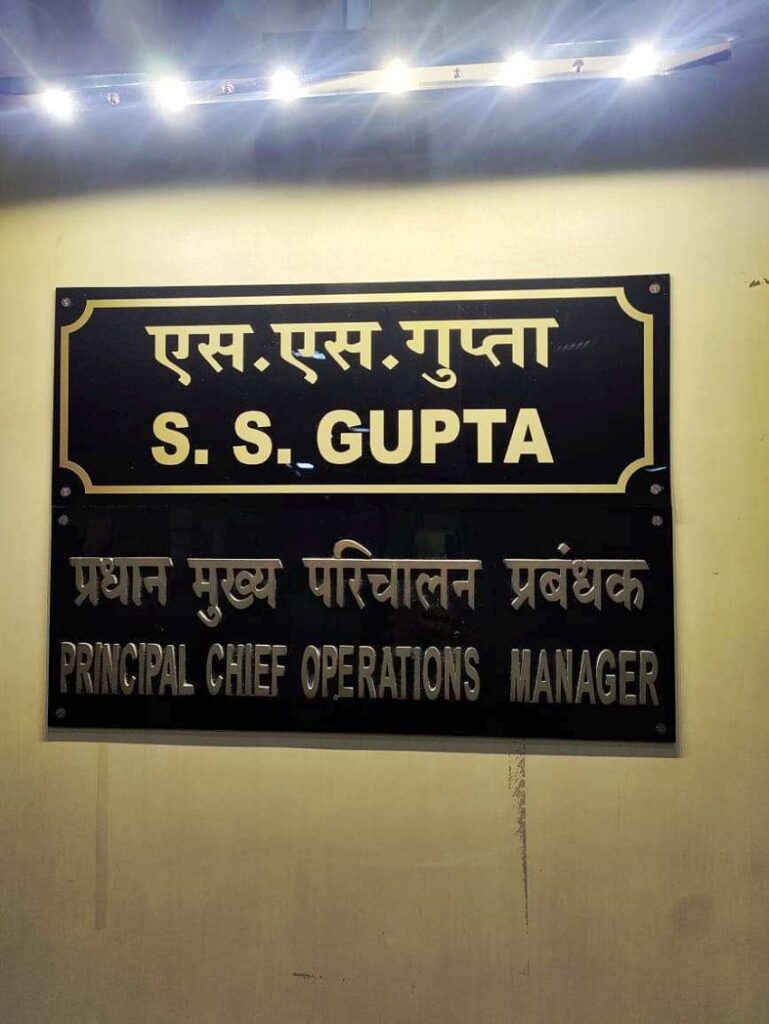 एस.एस.गुप्ता
S. S. GUPTA
प्रधान मुख्य परिचालन प्रबंधक
PRINCIPAL CHIEF OPERATIONS MANAGER